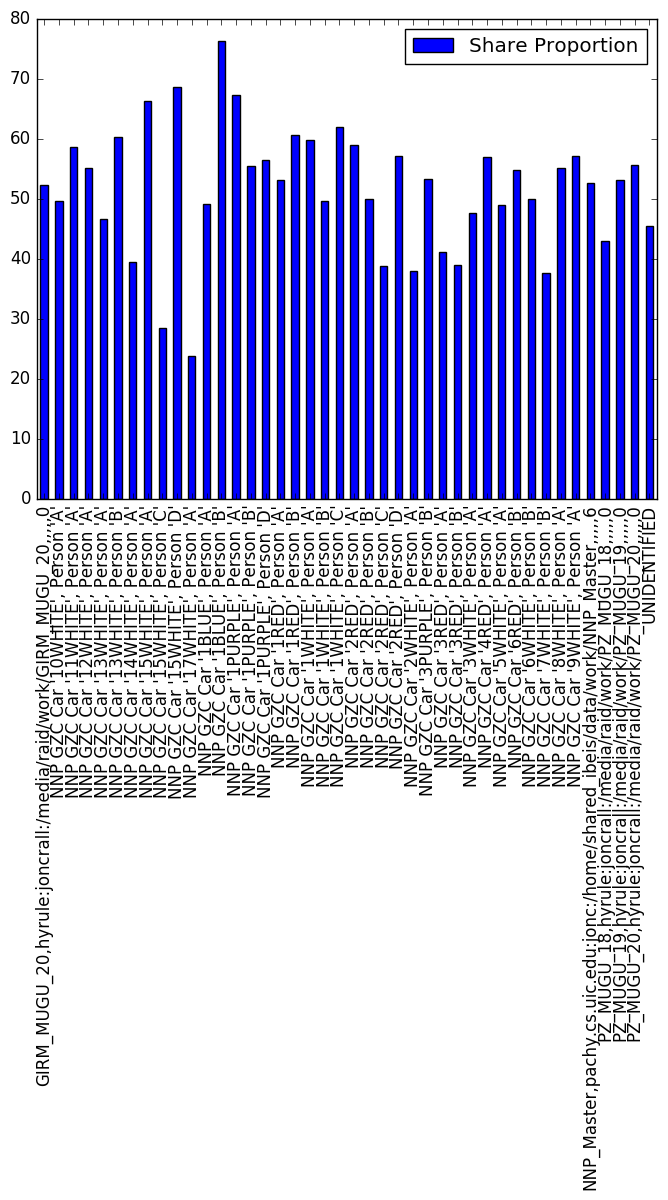 80
70
60
50
40
30
20
10
0
Share Proportion
GIRM_MUGU_20,hyrule:joncrall:/media/raid/work/GIRM_MUGU_20,,,,,0
NNP GZC Car '10WHITE', Person 'A'
NNP GZC Car '11WHITE', Person 'A'
NNP GZC Car '12WHITE', Person 'A'
NNP GZC Car '13WHITE', Person 'A'
NNP GZC Car '13WHITE', Person 'B'
NNP GZC Car '14WHITE', Person 'A'
NNP GZC Car '15WHITE', Person 'A'
NNP GZC Car '15WHITE', Person 'C'
NNP GZC Car '15WHITE', Person 'D'
NNP GZC Car '17WHITE', Person 'A'
NNP GZC Car '1BLUE', Person 'A'
NNP GZC Car '1BLUE', Person 'B'
NNP GZC Car '1PURPLE', Person 'A'
NNP GZC Car '1PURPLE', Person 'B'
NNP GZC Car '1PURPLE', Person 'D'
NNP GZC Car '1RED', Person 'A'
NNP GZC Car '1RED', Person 'B'
NNP GZC Car '1WHITE', Person 'A'
NNP GZC Car '1WHITE', Person 'B'
NNP GZC Car '1WHITE', Person 'C'
NNP GZC Car '2RED', Person 'A'
NNP GZC Car '2RED', Person 'B'
NNP GZC Car '2RED', Person 'C'
NNP GZC Car '2RED', Person 'D'
NNP GZC Car '2WHITE', Person 'A'
NNP GZC Car '3PURPLE', Person 'B'
NNP GZC Car '3RED', Person 'A'
NNP GZC Car '3RED', Person 'B'
NNP GZC Car '3WHITE', Person 'A'
NNP GZC Car '4RED', Person 'A'
NNP GZC Car '5WHITE', Person 'A'
NNP GZC Car '6RED', Person 'B'
NNP GZC Car '6WHITE', Person 'B'
NNP GZC Car '7WHITE', Person 'B'
NNP GZC Car '8WHITE', Person 'A'
NNP GZC Car '9WHITE', Person 'A'
NNP_Master,pachy.cs.uic.edu:jonc:/home/shared_ibeis/data/work/NNP_Master,,,,,6
PZ_MUGU_18,hyrule:joncrall:/media/raid/work/PZ_MUGU_18,,,,,0
PZ_MUGU_19,hyrule:joncrall:/media/raid/work/PZ_MUGU_19,,,,,0
PZ_MUGU_20,hyrule:joncrall:/media/raid/work/PZ_MUGU_20,,,,,0
UNIDENTIFIED